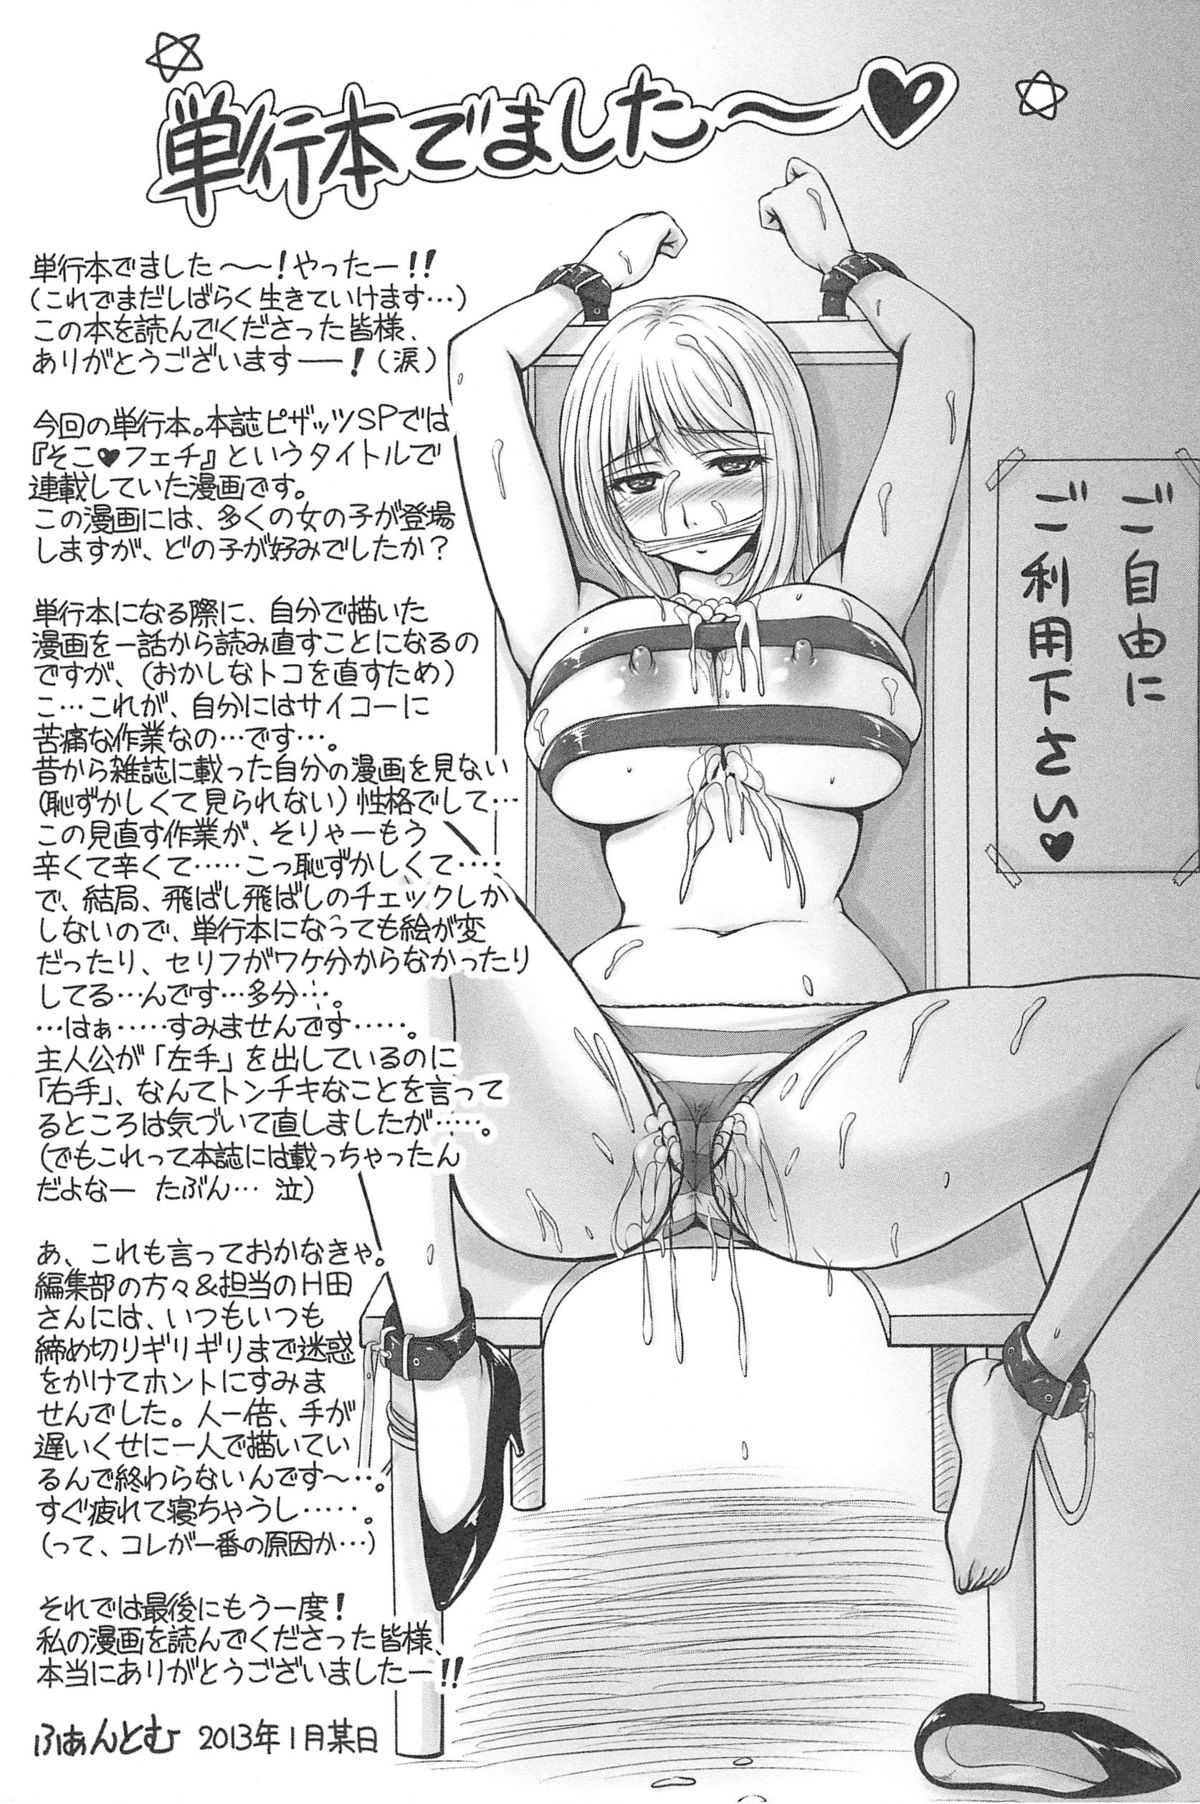 単行本でました〜♥
単行本でました〜〜！やったー！！
（これでまだしばらく生きていけます…）
この本を読んでくださった皆様、
ありがとうございますーー！（涙）
今回の単行本。本誌ピザッツSPでは
『そこ♥フェチ』というタイトルで
連載していた漫画です。
この漫画には、多くの女の子が登場
しますが、どの子が好みでしたか？
単行本になる際に、自分で描いた
漫画を一話から読み直すことになるの
ですが、（おかしなトコを直すため）
こ…これが、自分にはサイコーに
苦痛な作業なの…です…。
昔から雑誌に載った自分の漫画を見ない
（恥ずかしくて見られない）性格でして…
この見直す作業が、そりゃーもう
辛くて辛くて……こっ恥ずかしくて…
で、結局、飛ばし飛ばしのチェックしか
しないので、単行本になっても絵が変
だったり、セリフがワケ分からなかったり
してる…んです…多分…。
…はぁ……すみませんです……。
主人公が「左手」を出しているのに
「右手」、なんてトンチキなことを言って
るところは気づいて直しましたが……。
（でもこれって本誌には載っちゃったん
だよなー　たぶん…　泣）
あ、これも言っておかなきゃ。
編集部の方々＆担当のH田
さんには、いつもいつも
締め切りギリギリまで迷惑
をかけてホントにすみま
せんでした。人一倍、手が
遅いくせに一人で描いてい
るんで終わらないんです〜…。
すぐ疲れて寝ちゃうし……。
（って、コレが一番の原因か…）
それでは最後にもう一度！
私の漫画を読んでくださった皆様、
本当にありがとうございましたー！！
ふぁんとむ　2013年1月某日
ご自由に
ご利用下さい♥